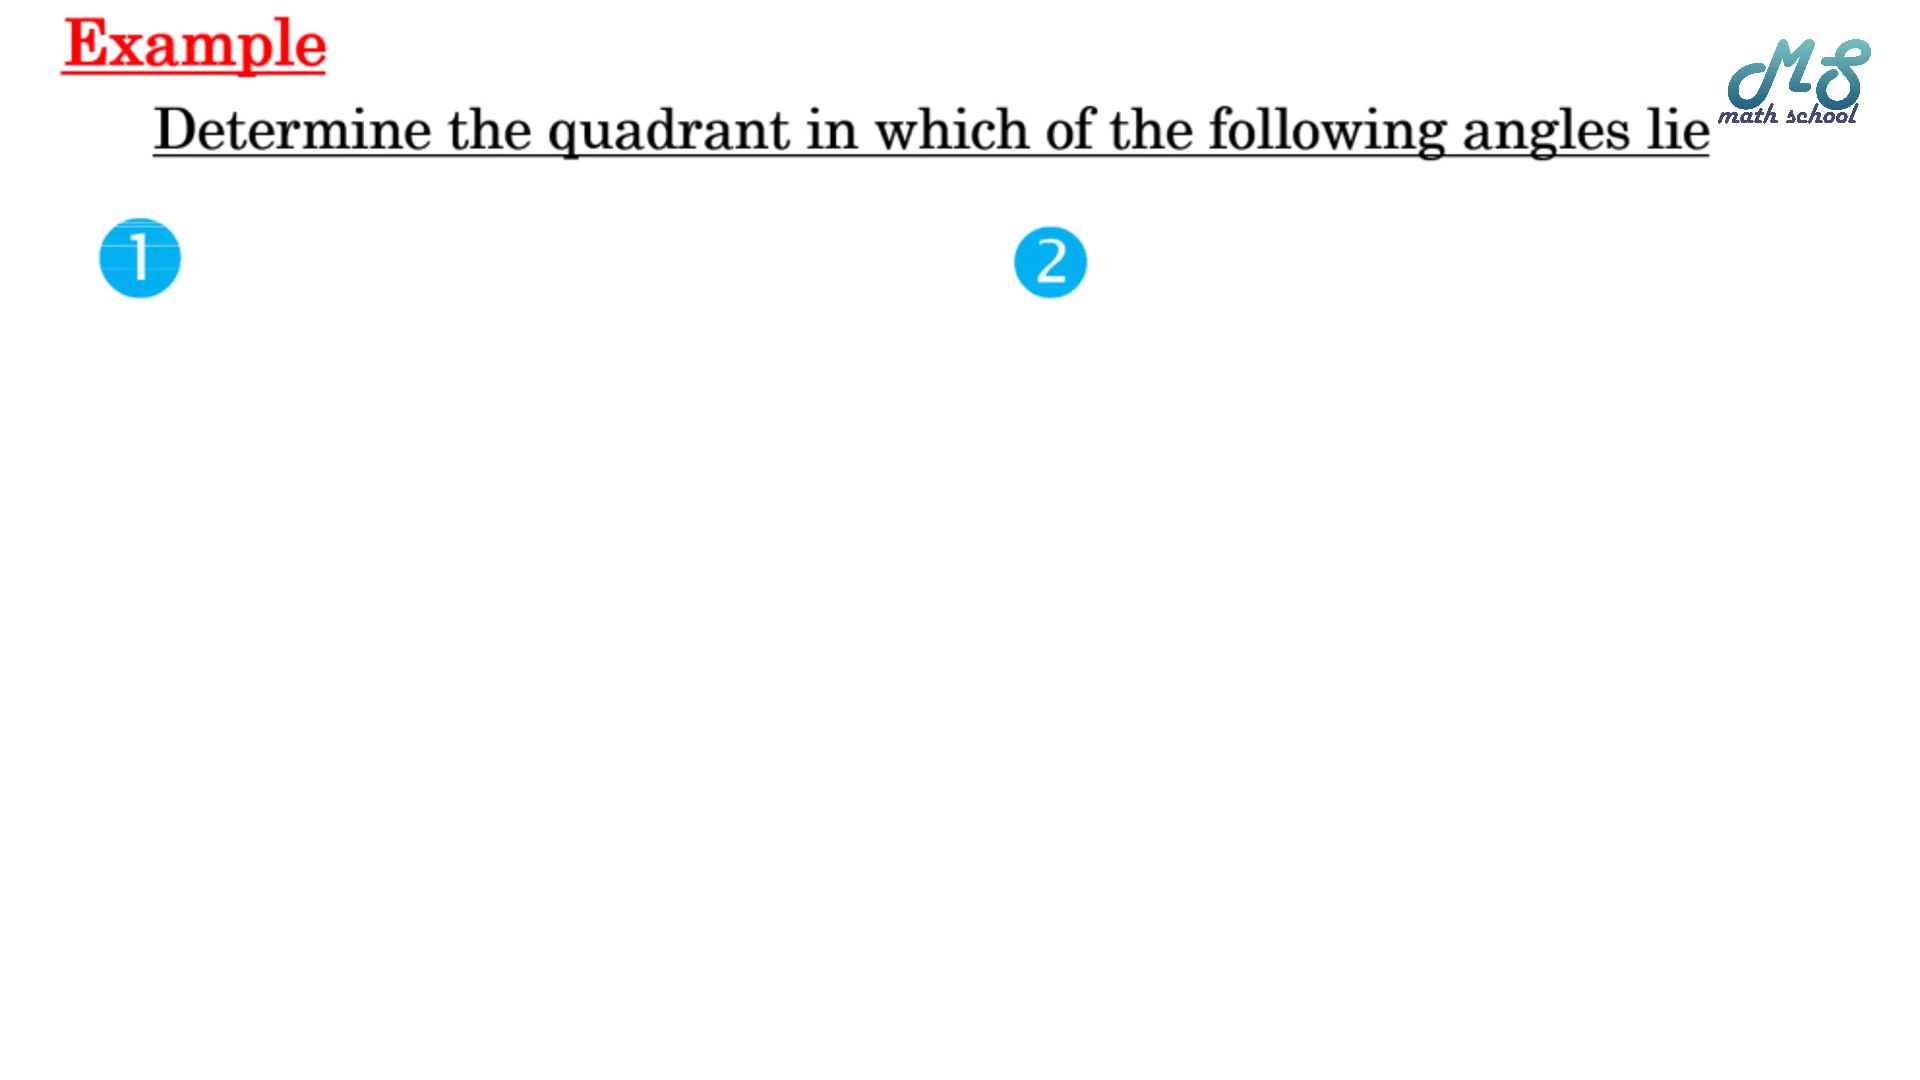 Example
MS
math school
Determine the quadrant in which of the following angles lie
1
2